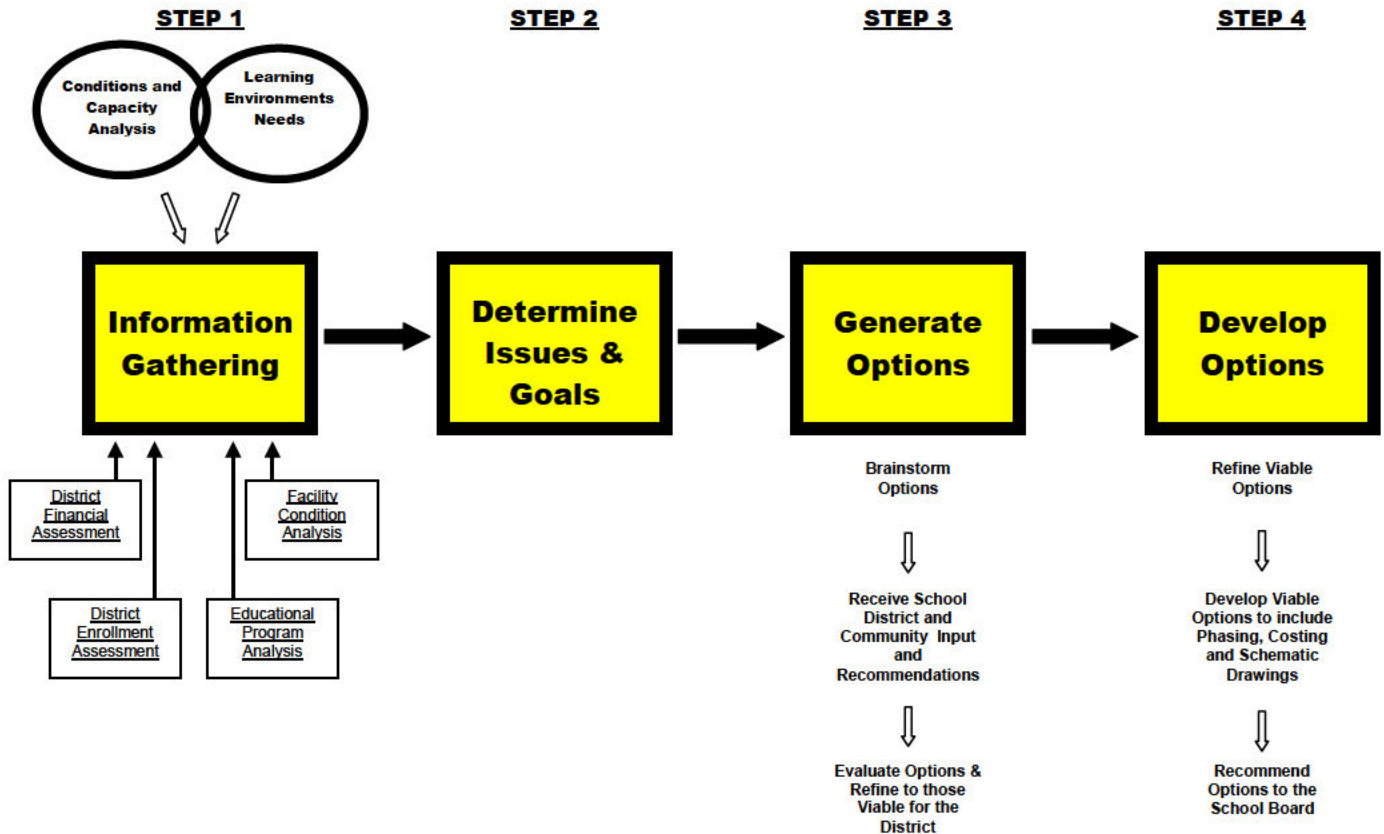 STEP 1
STEP 2
STEP 3
STEP 4
Conditions and
Capacity
Analysis
Learning
Environments
Needs
Information
Gathering
Determine
Issues &
Goals
Generate
Options
Develop
Options
District
Financial
Assessment
Facility
Condition
Analysis
District
Enrollment
Assessment
Educational
Program
Analysis
Brainstorm
Options
Receive School
District and
Community Input
and
Recommendations
Evaluate Options &
Refine to those
Viable for the
District
Refine Viable
Options
Develop Viable
Options to include
Phasing, Costing
and Schematic
Drawings
Recommend
Options to the
School Board